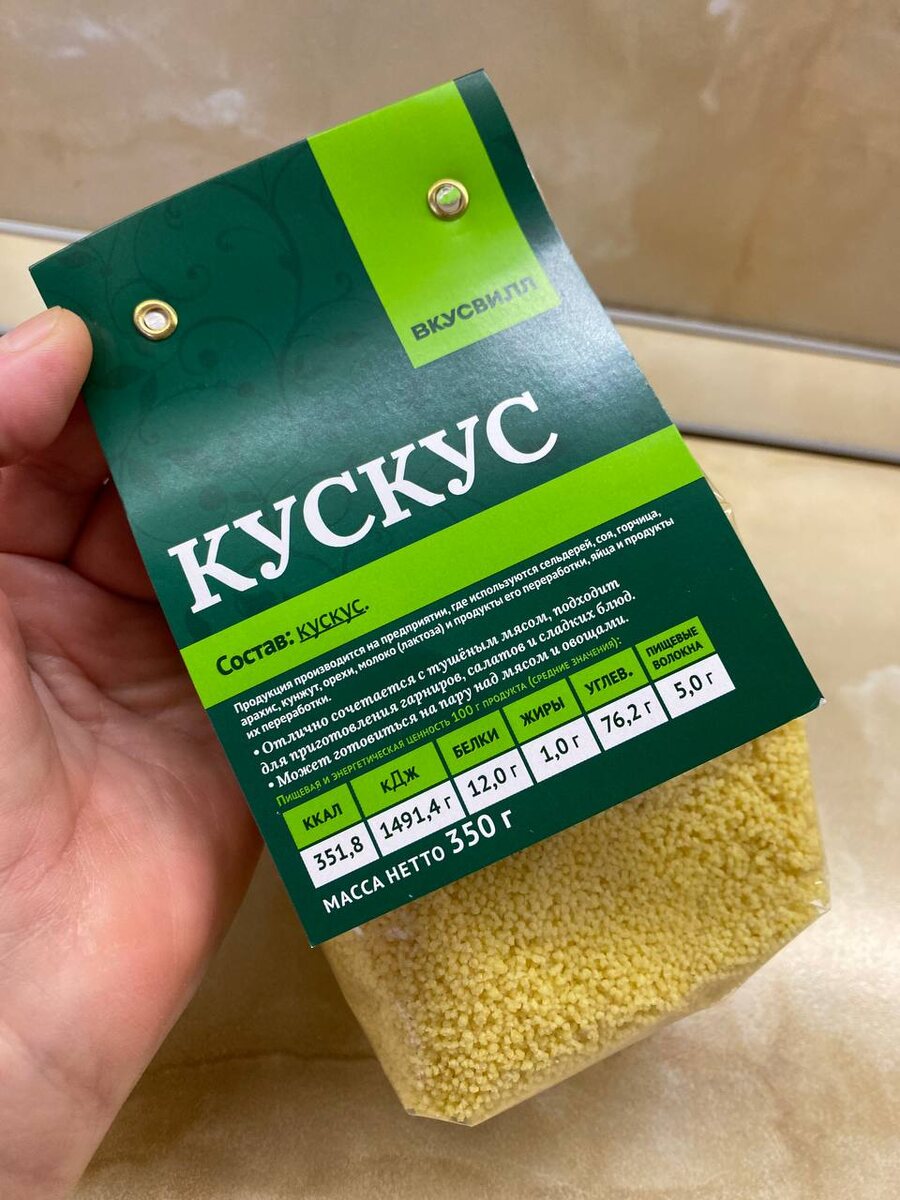 ВКУСВИЛЛ
КУСКУС
Состав: кускус.
Продукция производится на предприятии, где используются сельдерей, соя, горчица,
арахис, кунжут, орехи, молоко (лактоза) и продукты его переработки, яйца и продукты
их переработки.
• Отлично сочетается с тушёным мясом, подходит
для приготовления гарниров, салатов и сладких блюд.
• Может готовиться на пару над мясом и овощами.
Пищевая и энергетическая ценность 100 г продукта (средние значения):
ККАЛ кДж БЕЛКИ ЖИРЫ УГЛЕВ. ПИЩЕВЫЕ ВОЛОКНА
351,8 1491,4 г 12,0 г 1,0 г 76,2 г 5,0 г
МАССА НЕТТО 350 г